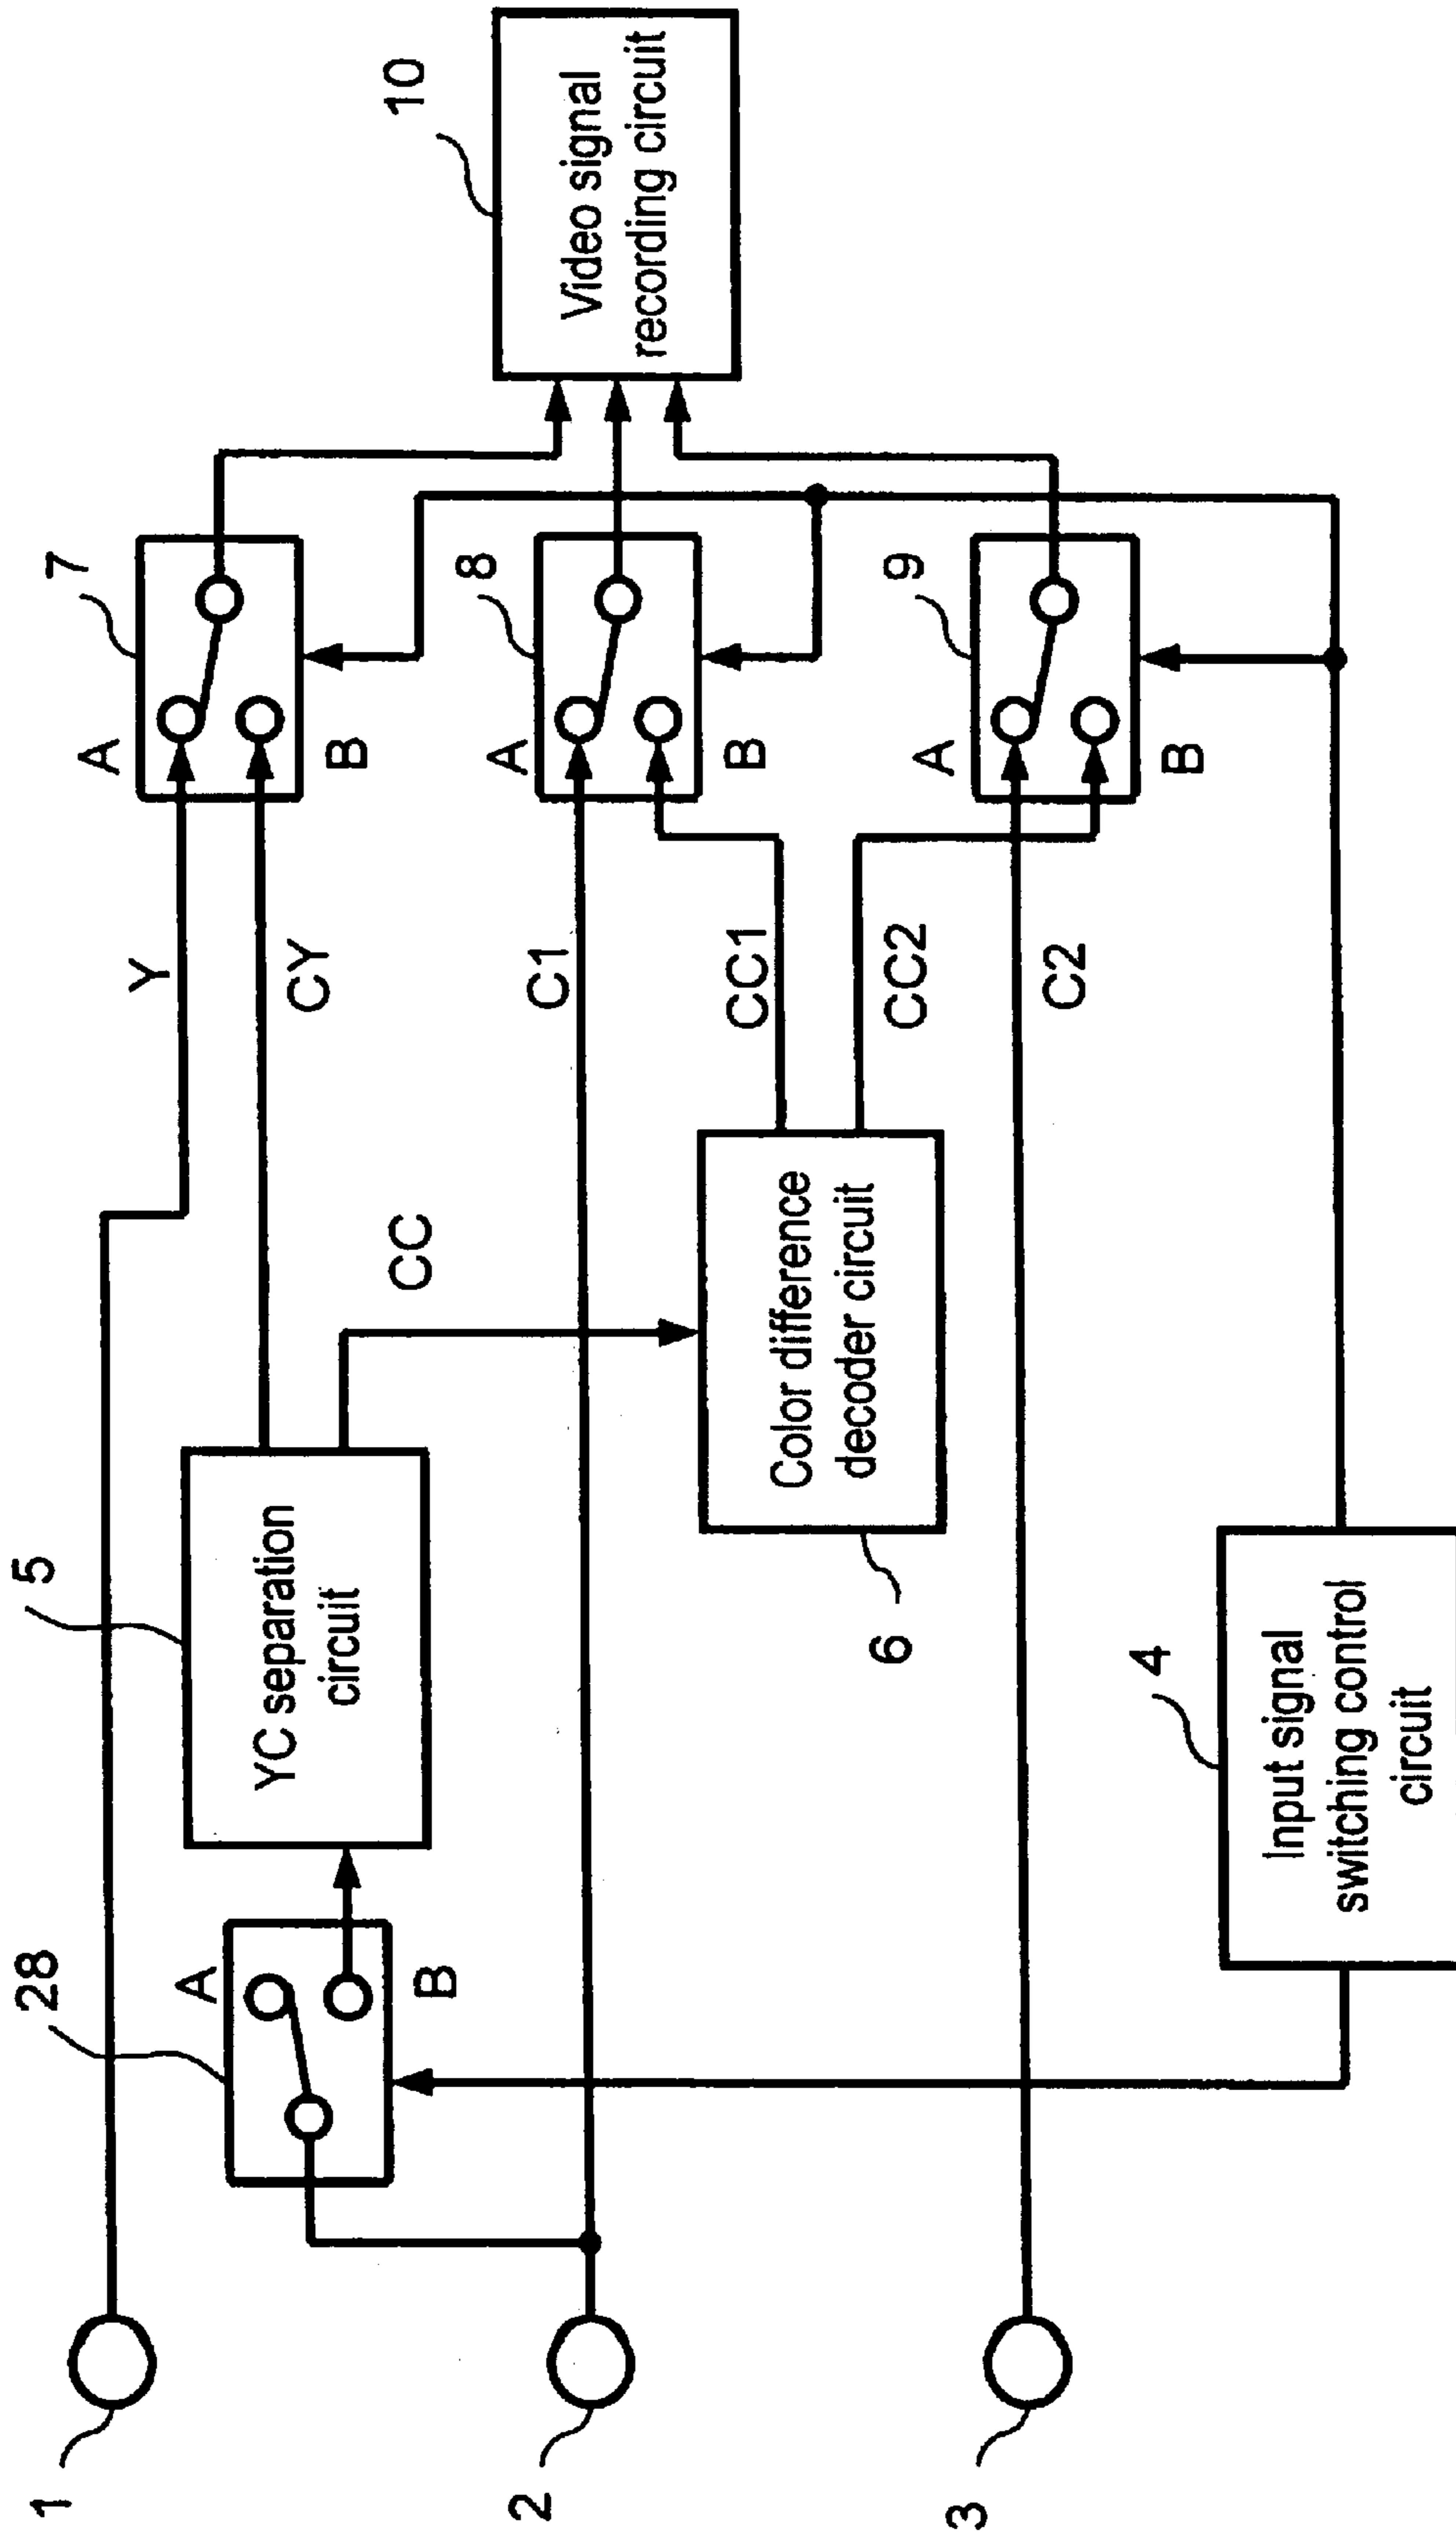 1
28
5
7
10
A
B
YC separation
circuit
Y
CY
A
B
Video signal
recording circuit
CC
2
C1
8
A
B
CC1
CC2
Color difference
decoder circuit
6
3
C2
9
A
B
4
Input signal
switching control
circuit